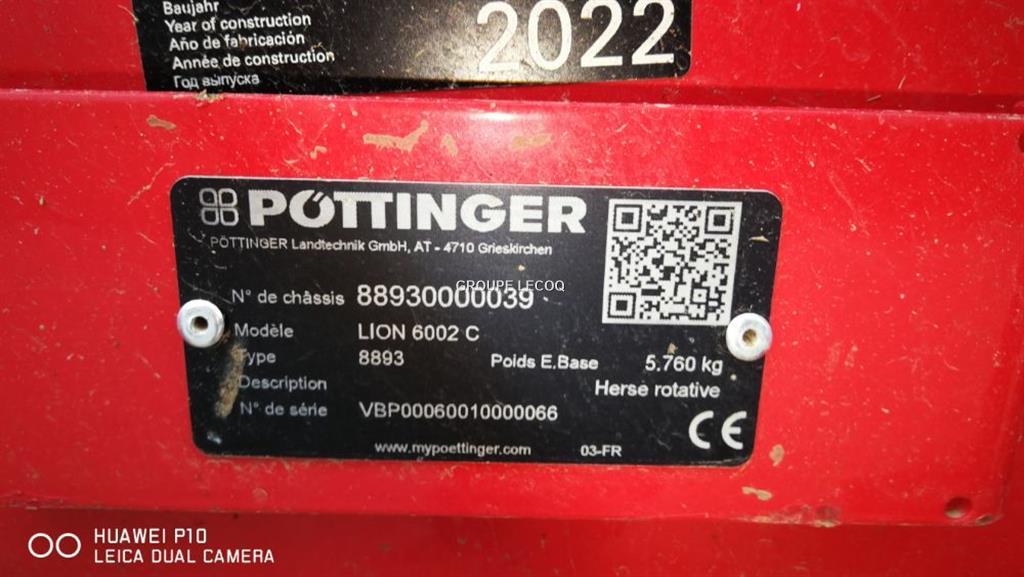 Baujahr
Year of construction
Año de fabricación
Année de construction
Год выпуска
2022
PÖTTINGER
PÖTTINGER Landtechnik GmbH, AT - 4710 Grieskirchen
GROUPE LECOQ
N° de châssis 88930000039
Modèle LION 6002 C
Type 8893 Poids E.Base 5.760 kg
Description Herse rotative
N° de série VBP00060010000066
CE
www.mypoettinger.com 03-FR
HUAWEI P10
LEICA DUAL CAMERA